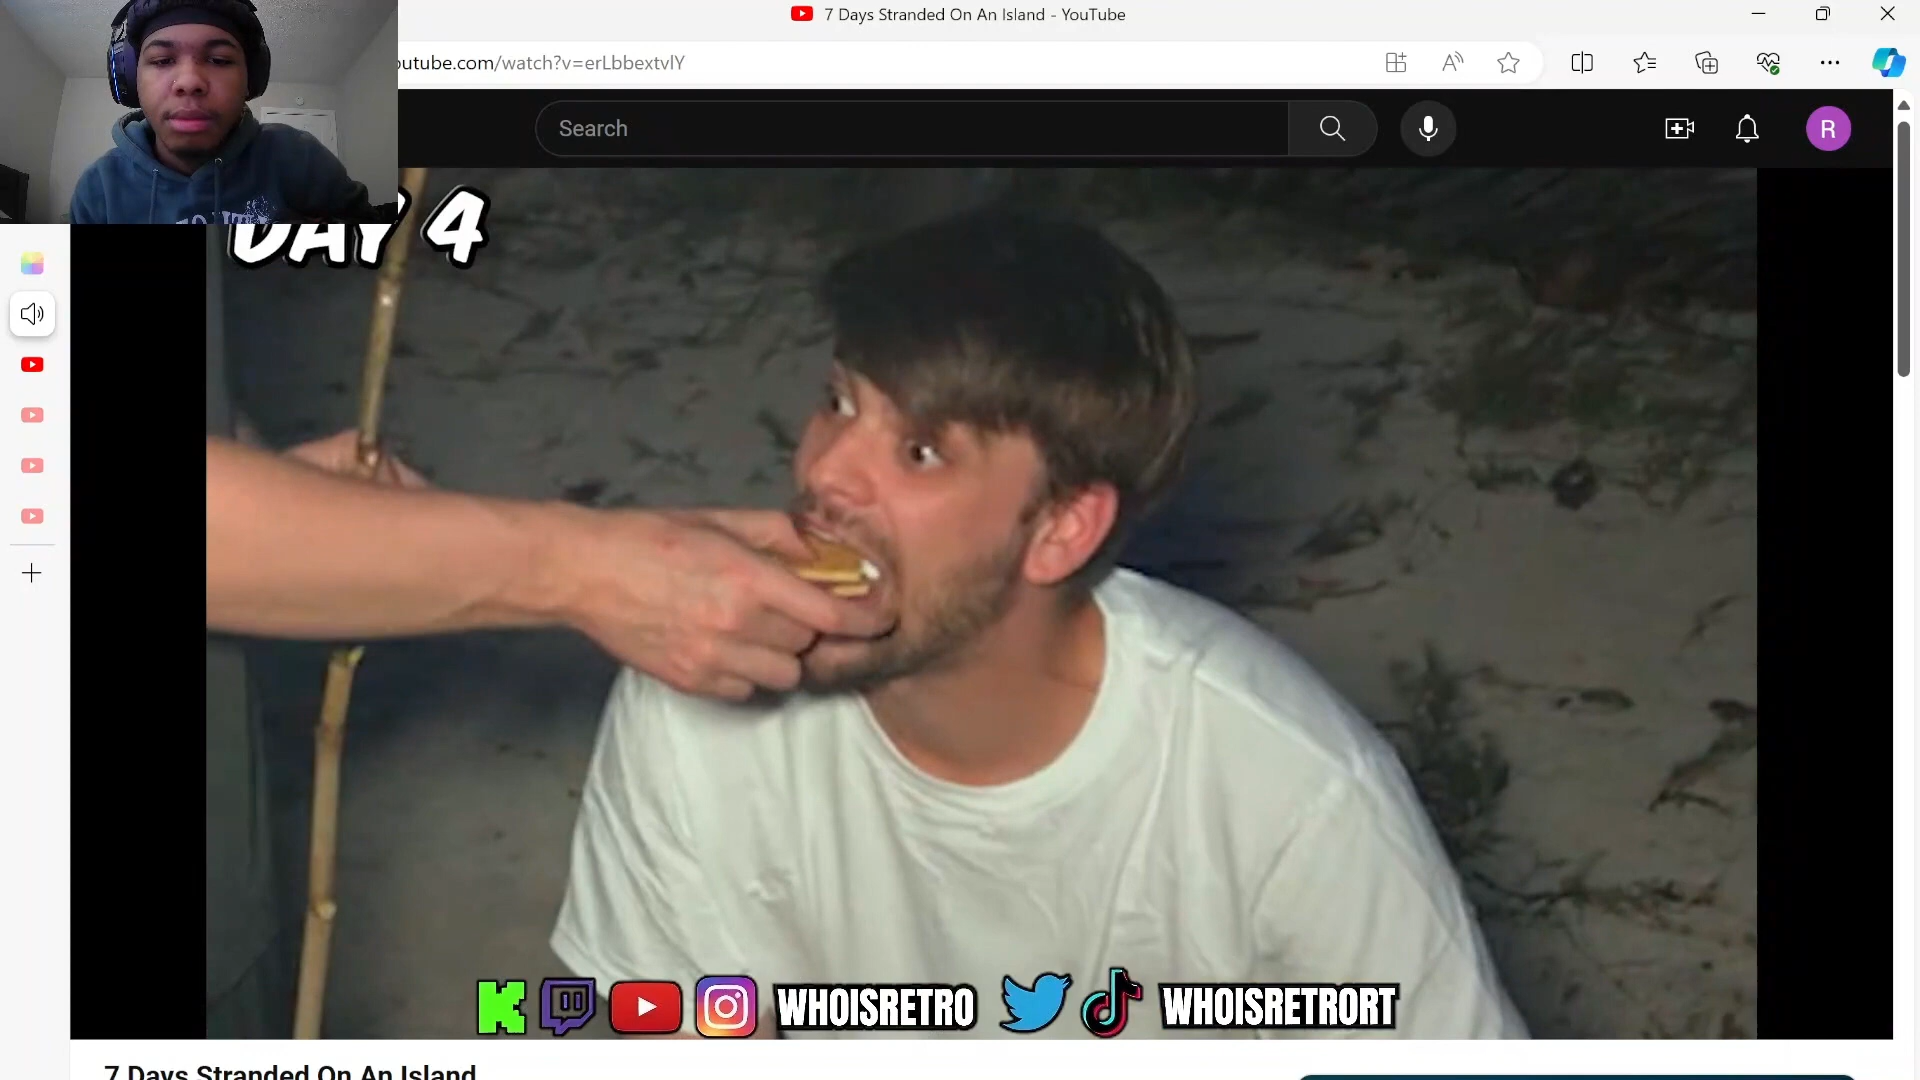 7 Days Stranded On An Island - YouTube
outube.com/watch?v=erLbbextvlY
Search
R
DAY 4
WHOISRETRO
WHOISRETRORT
7 Days Stranded On An Island